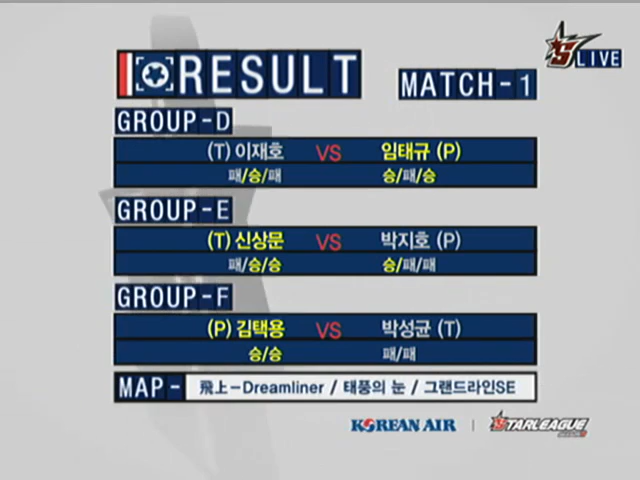 LIVE
RESULT
MATCH-1
GROUP-D
(T) 이재호 VS 임태규 (P)
패/승/패 승/패/승
GROUP-E
(T) 신상문 VS 박지호 (P)
패/승/승 승/패/패
GROUP-F
(P) 김택용 VS 박성균 (T)
승/승 패/패
MAP- 飛上-Dreamliner / 태풍의 눈 / 그랜드라인SE
KOREAN AIR | STARLEAGUE